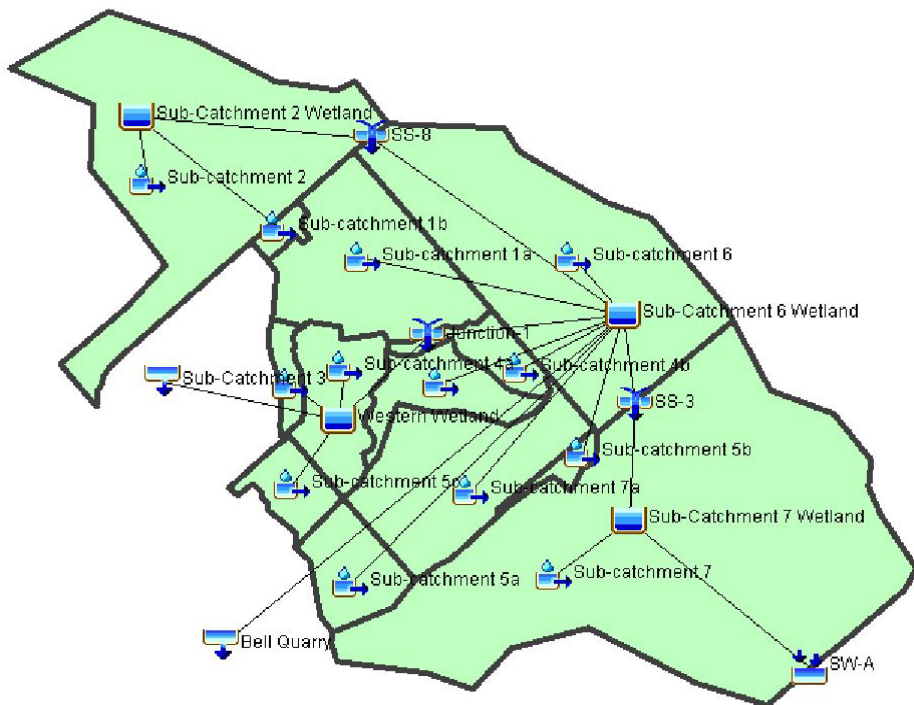 Sub-Catchment 2 Wetland
SS-8
Sub-catchment 2
Sub-catchment 1b
Sub-catchment 1a
Sub-catchment 6
Sub-Catchment 6 Wetland
Junction-1
Sub-Catchment 3
Sub-catchment 4a
Sub-catchment 4b
SS-3
Western Wetland
Sub-catchment 5b
Sub-catchment 5c
Sub-catchment 7a
Sub-Catchment 7 Wetland
Sub-catchment 5a
Sub-catchment 7
Bell Quarry
SW-A